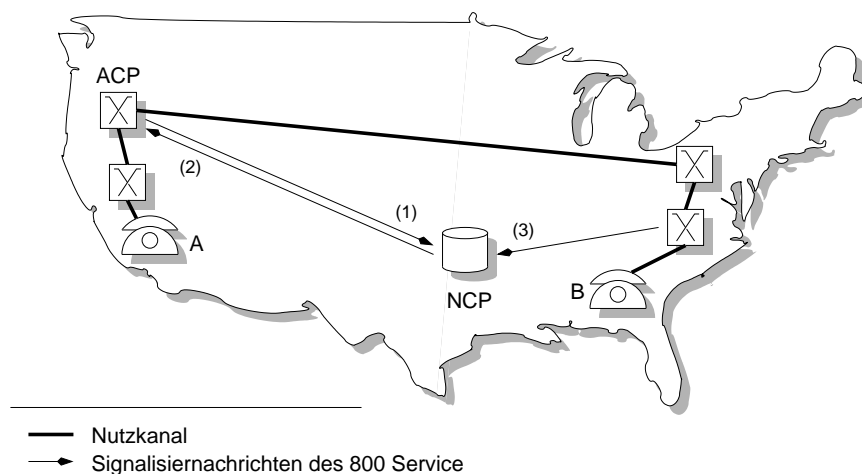 ACP
(2)
(1)
(3)
A
NCP
B
Nutzkanal
Signalisiernachrichten des 800 Service